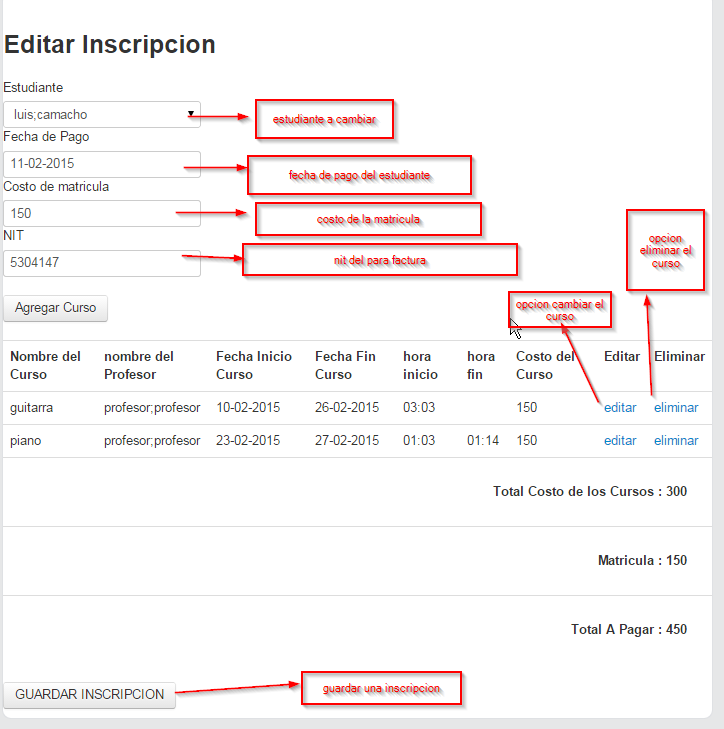 Editar Inscripcion
Estudiante
luis;camacho
estudiante a cambiar
Fecha de Pago
11-02-2015
fecha de pago del estudiante
Costo de matricula
150
costo de la matricula
NIT
5304147
nit del para factura
opcion
eliminar el
curso
Agregar Curso
opcion cambiar el
curso
Nombre del Curso nombre del Profesor Fecha Inicio Curso Fecha Fin Curso hora inicio hora fin Costo del Curso Editar Eliminar
guitarra profesor;profesor 10-02-2015 26-02-2015 03:03 150 editar eliminar
piano profesor;profesor 23-02-2015 27-02-2015 01:03 01:14 150 editar eliminar
Total Costo de los Cursos : 300
Matricula : 150
Total A Pagar : 450
GUARDAR INSCRIPCION
guardar una inscripcion